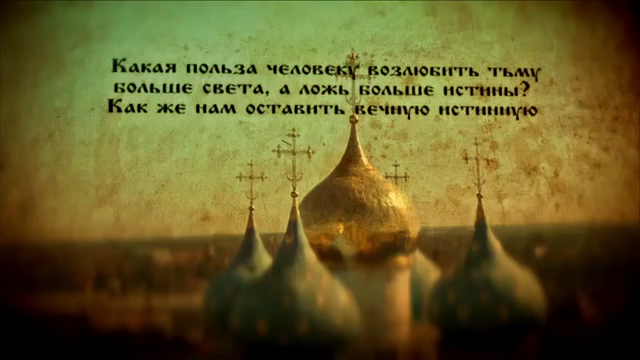 Какая польза человеку возлюбить тьму
больше света, а ложь больше истины?
Как же нам оставить вечную истинную